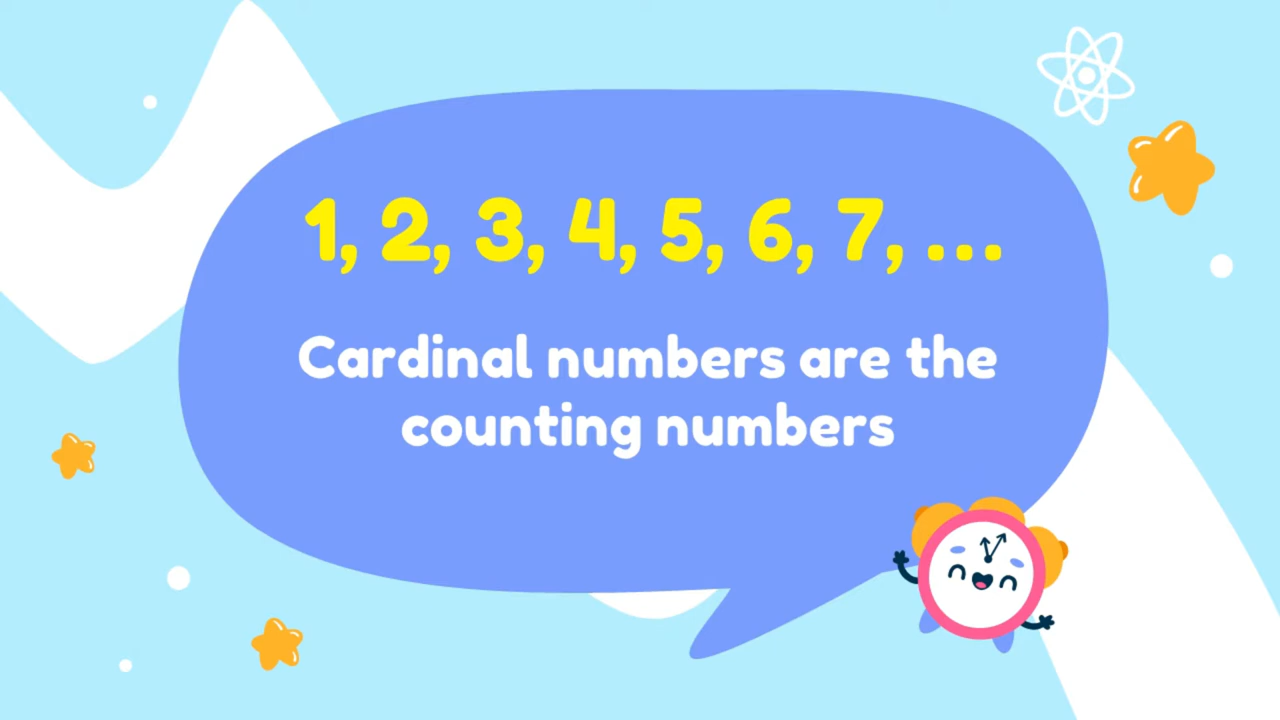 1, 2, 3, 4, 5, 6, 7, ...
Cardinal numbers are the
counting numbers